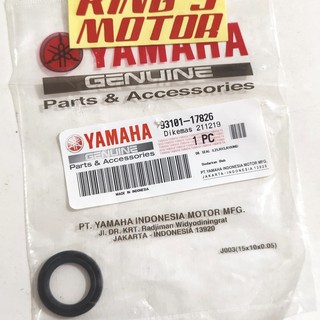 KING'S
MOTOR
YAMAHA
GENUINE
Parts & Accessories
YAMAHA
GENUINE
Parts & Accessories
MADE IN INDONESIA
93101-17826
Dikemas 211219
1 PC
PT. YAMAHA INDONESIA MOTOR MFG.
PT. YAMAHA INDONESIA MOTOR MFG.
JL. DR. KRT. Radjiman Widyodiningrat
JAKARTA - INDONESIA 13920
J003(15x10x0.05)